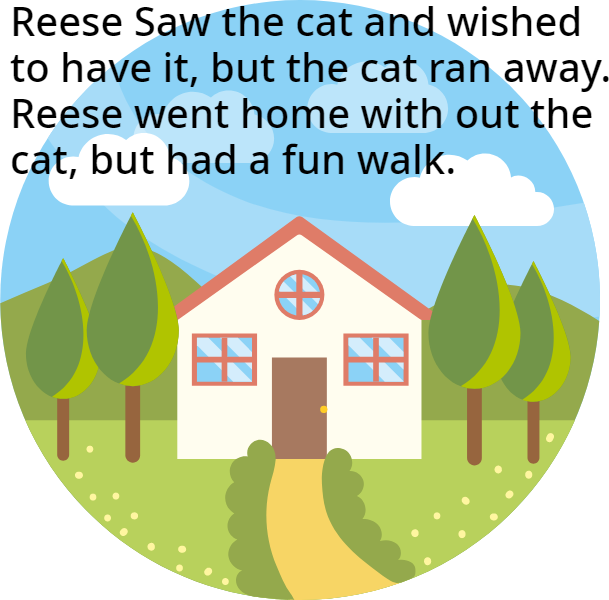 Reese Saw the cat and wished
to have it, but the cat ran away.
Reese went home with out the
cat, but had a fun walk.